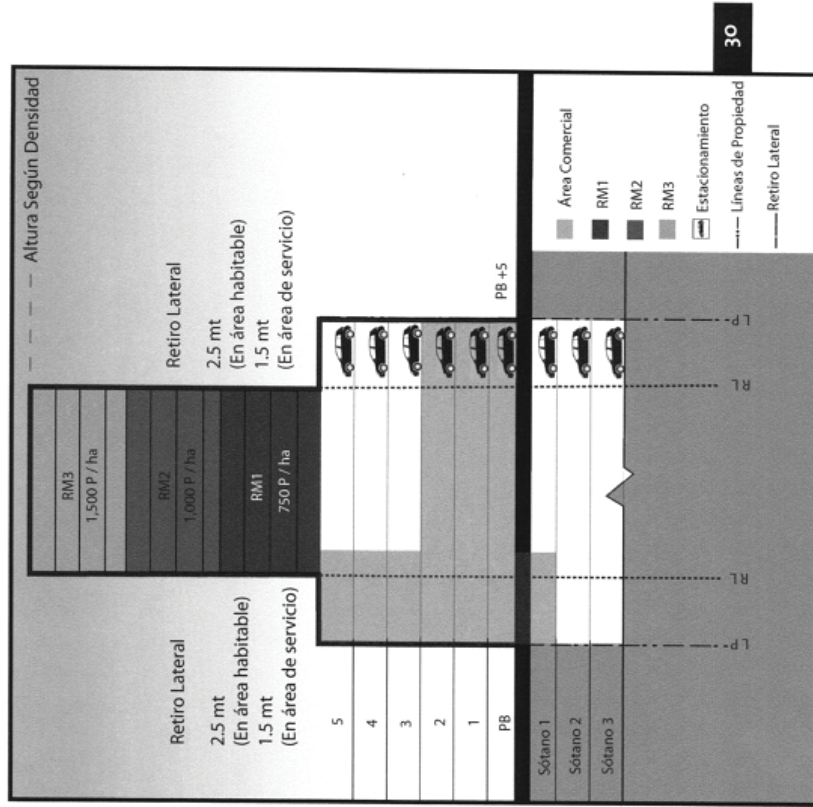 Altura Según Densidad
RM3
1,500 P / ha
RM2
1,000 P / ha
RM1
750 P / ha
Retiro Lateral
2.5 mt
(En área habitable)
1.5 mt
(En área de servicio)
Retiro Lateral
2.5 mt
(En área habitable)
1.5 mt
(En área de servicio)
5
4
3
2
1
PB
PB +5
Sótano 1
Sótano 2
Sótano 3
LP
RL
RL
LP
Área Comercial
RM1
RM2
RM3
Estacionamiento
Líneas de Propiedad
Retiro Lateral
30